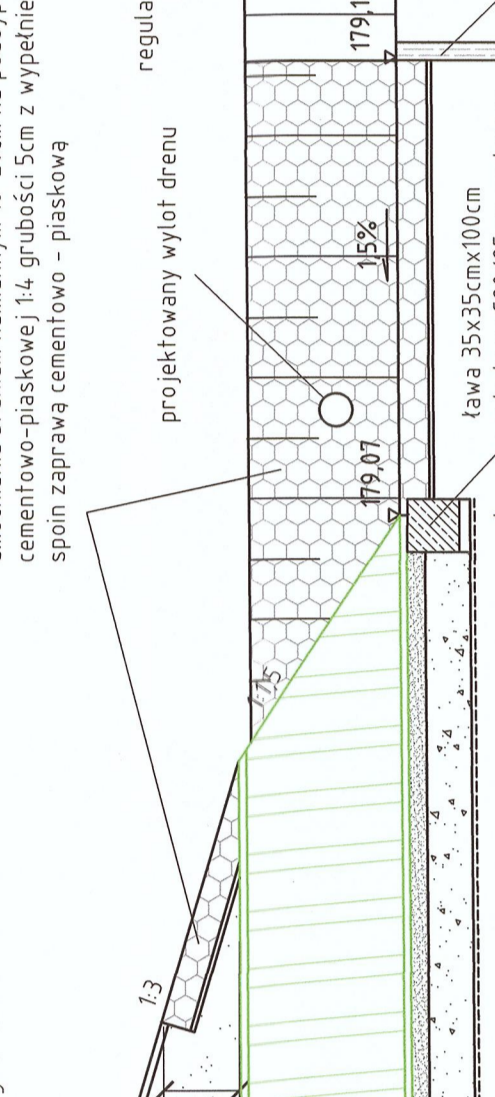 cementowo-piaskowej 1:4 grubości 5cm z wypełnie
spoin zaprawą cementowo - piaskową
regula
projektowany wylot drenu
179,1
1,5%
179,07
1:1,5
1:3
ława 35x35cmx100cm